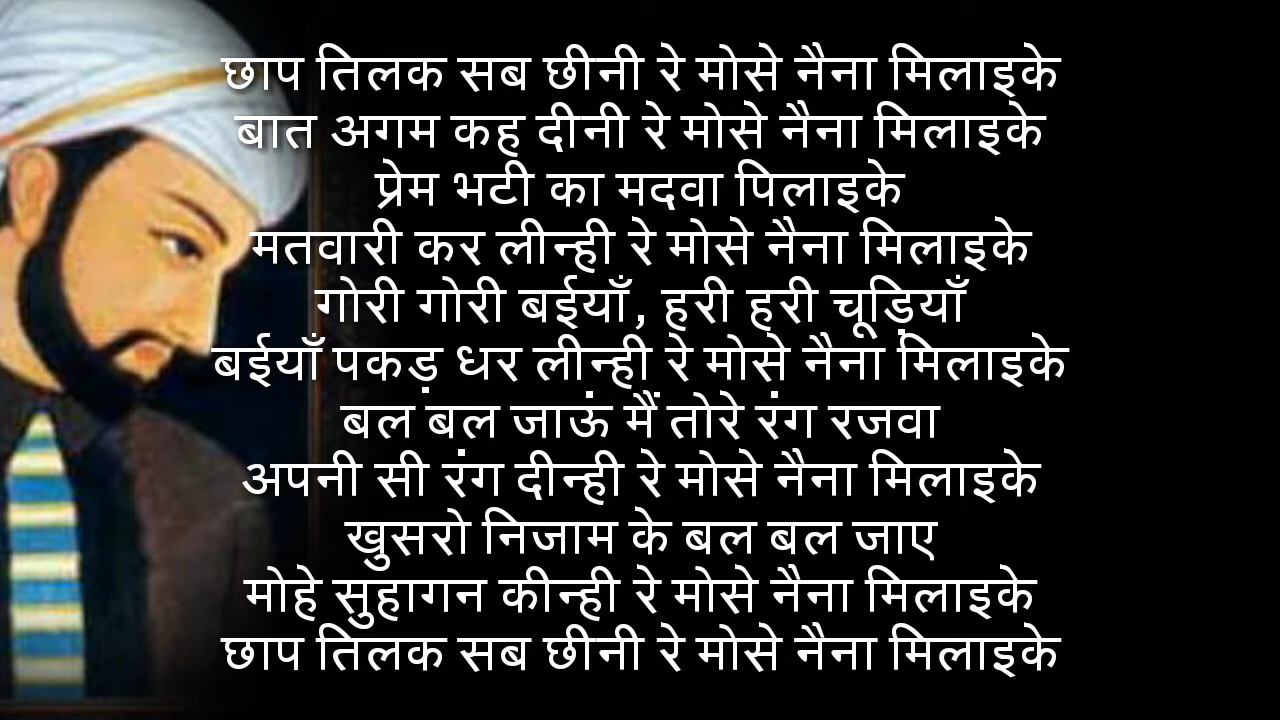 छाप तिलक सब छीनी रे मोसे नैना मिलाइके
बात अगम कह दीनी रे मोसे नैना मिलाइके
प्रेम भटी का मदवा पिलाइके
मतवारी कर लीन्ही रे मोसे नैना मिलाइके
गोरी गोरी बईयाँ, हरी हरी चूड़ियाँ
बईयाँ पकड़ धर लीन्ही रे मोसे नैना मिलाइके
बल बल जाऊं मैं तोरे रंग रजवा
अपनी सी रंग दीन्ही रे मोसे नैना मिलाइके
खुसरो निजाम के बल बल जाए
मोहे सुहागन कीन्ही रे मोसे नैना मिलाइके
छाप तिलक सब छीनी रे मोसे नैना मिलाइके